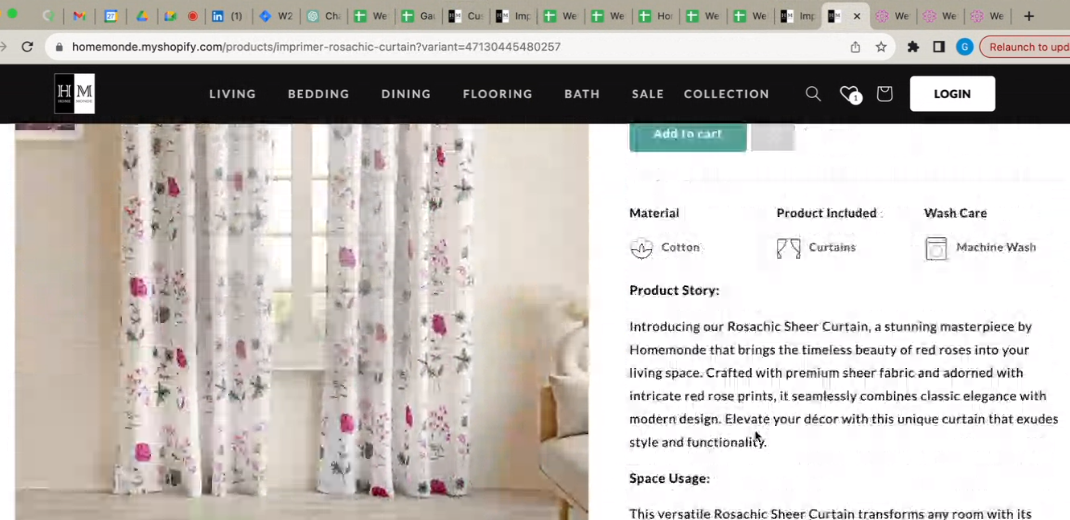 (1)
W2
Ch
We
Ga
Cu
Im
We
We
Ho
We
We
Im
We
We
We
homemonde.myshopify.com/products/imprimer-rosachic-curtain?variant=47130445480257
G
Relaunch to upd
HM
LIVING BEDDING DINING FLOORING BATH SALE COLLECTION
1
LOGIN
Add to cart
Material Product Included : Wash Care
Cotton Curtains Machine Wash
Product Story:
Introducing our Rosachic Sheer Curtain, a stunning masterpiece by
Homemonde that brings the timeless beauty of red roses into your
living space. Crafted with premium sheer fabric and adorned with
intricate red rose prints, it seamlessly combines classic elegance with
modern design. Elevate your décor with this unique curtain that exudes
style and functionality.
Space Usage:
This versatile Rosachic Sheer Curtain transforms any room with its